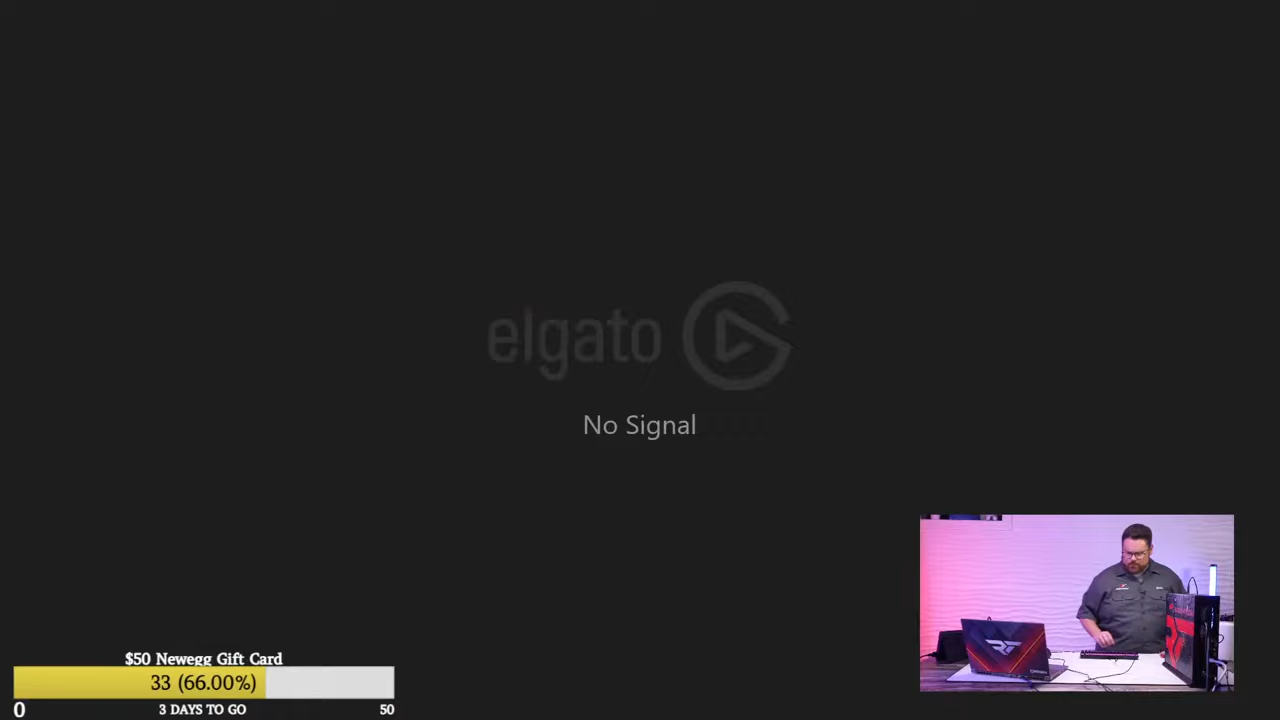 elgato
No Signal
$50 Newegg Gift Card
33 (66.00%)
0
3 DAYS TO GO
50